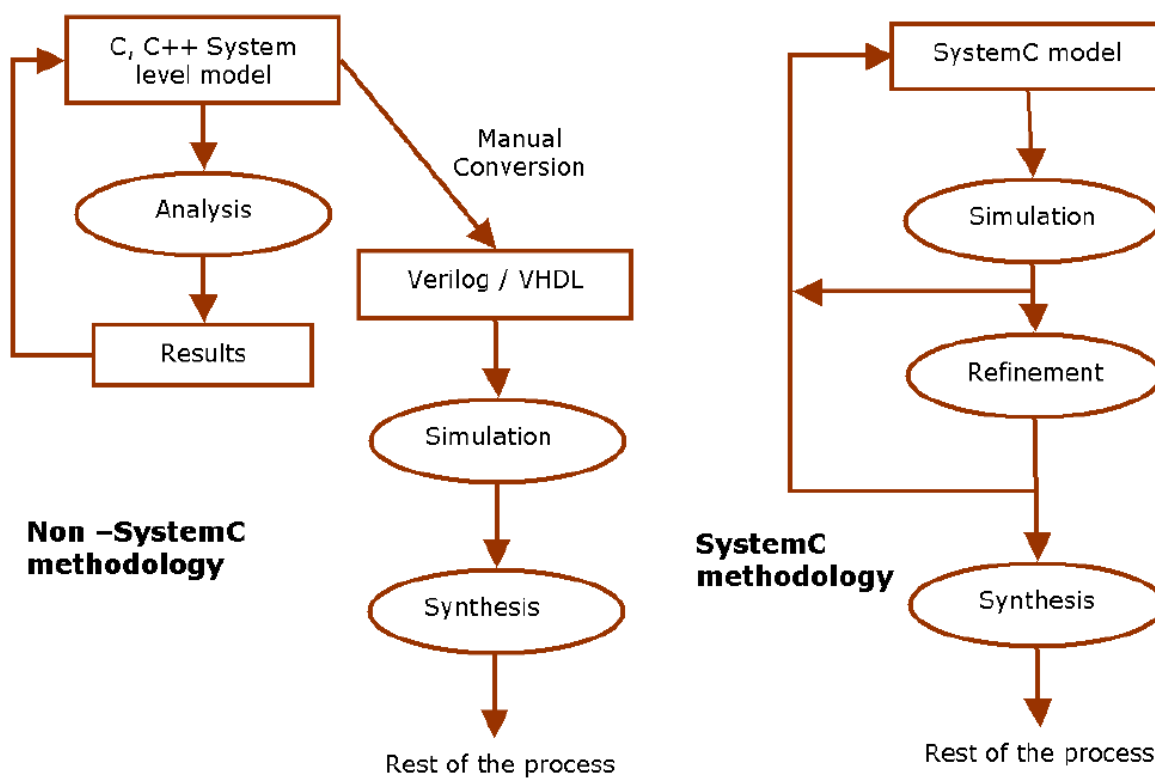 C, C++ System
level model
Manual
Conversion
Analysis
Verilog / VHDL
Results
Simulation
Non –SystemC
methodology
Synthesis
Rest of the process
SystemC model
Simulation
Refinement
SystemC
methodology
Synthesis
Rest of the process